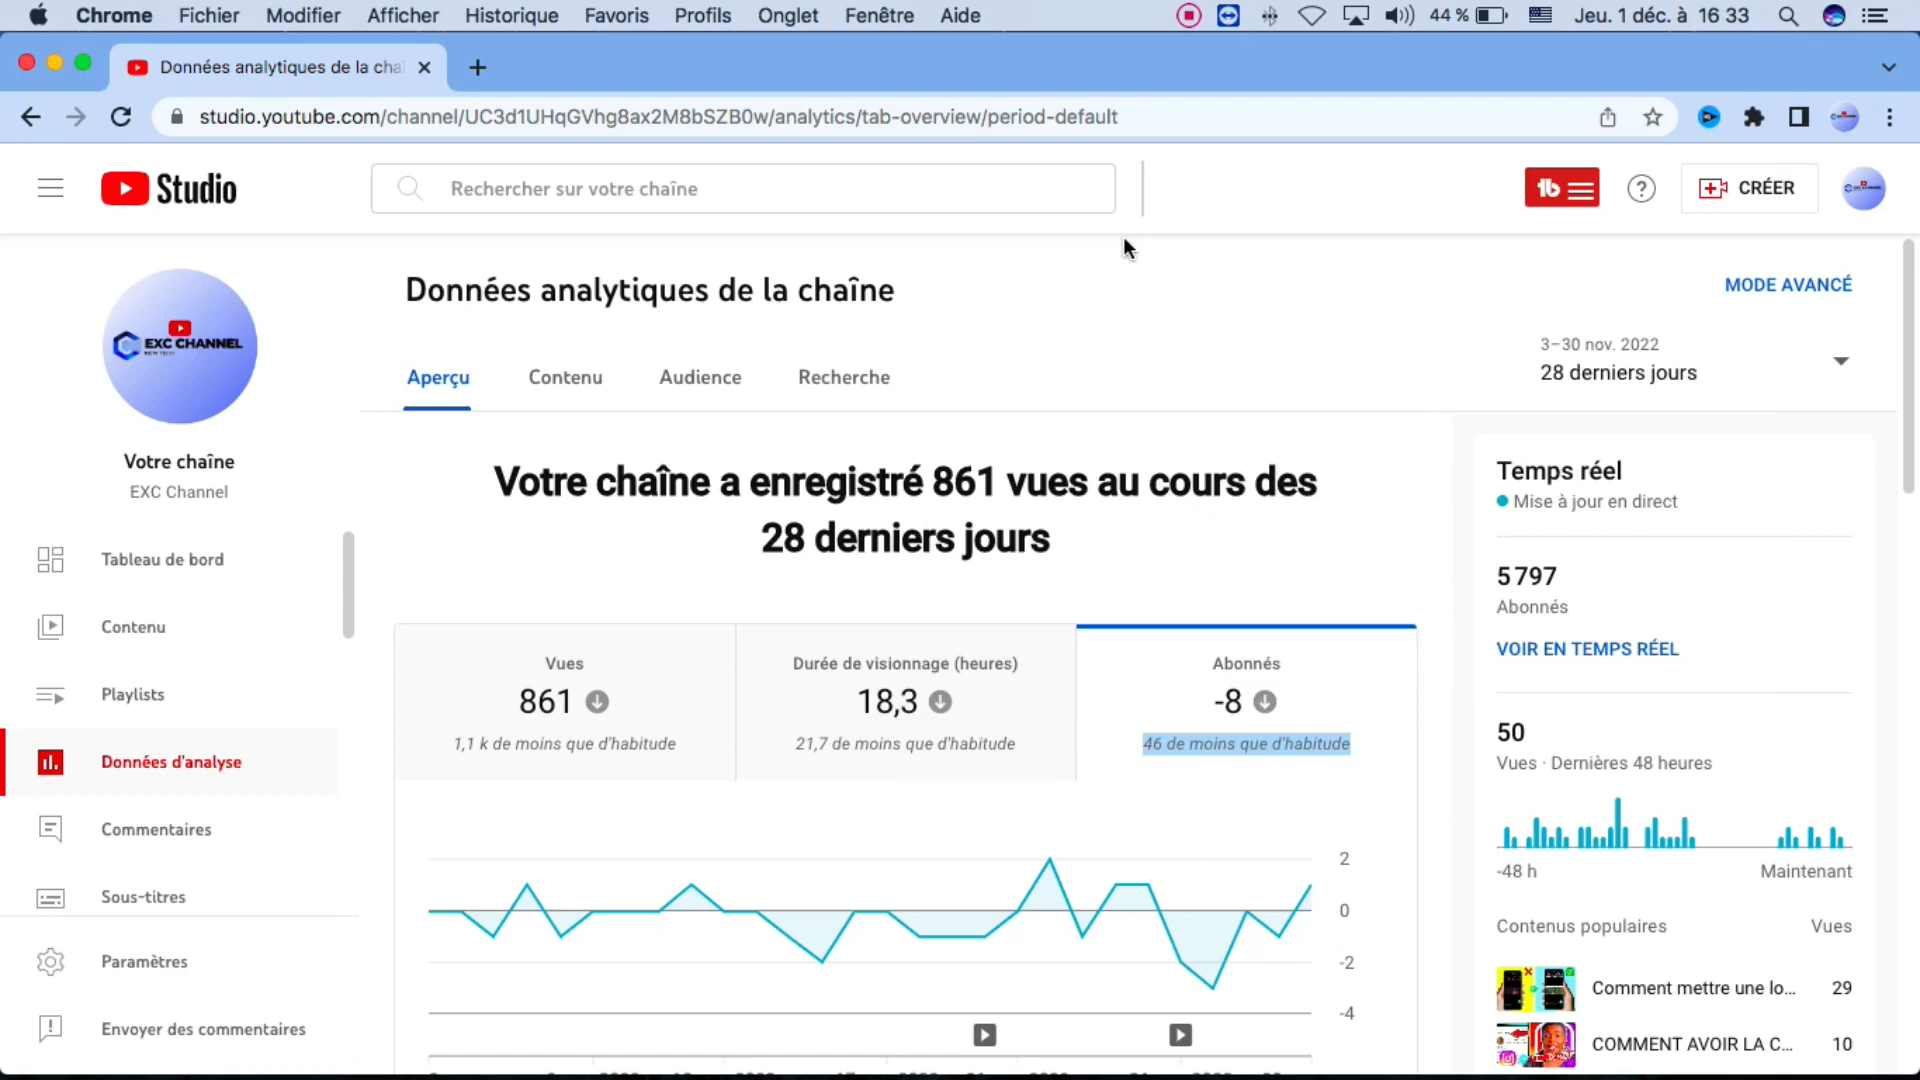 Chrome Fichier Modifier Afficher Historique Favoris Profils Onglet Fenêtre Aide 44 % Jeu. 1 déc. à 16 33
Données analytiques de la cha
studio.youtube.com/channel/UC3d1UHqGVhg8ax2M8bSZB0w/analytics/tab-overview/period-default
Studio
Rechercher sur votre chaîne
CRÉER
EXC CHANNEL
Votre chaîne
EXC Channel
Tableau de bord
Contenu
Playlists
Données d'analyse
Commentaires
Sous-titres
Paramètres
Envoyer des commentaires
Données analytiques de la chaîne
MODE AVANCÉ
Aperçu Contenu Audience Recherche
3–30 nov. 2022
28 derniers jours
Votre chaîne a enregistré 861 vues au cours des
28 derniers jours
Vues
861
1,1 k de moins que d'habitude
Durée de visionnage (heures)
18,3
21,7 de moins que d'habitude
Abonnés
-8
46 de moins que d'habitude
2
0
-2
-4
Temps réel
Mise à jour en direct
5 797
Abonnés
VOIR EN TEMPS RÉEL
50
Vues · Dernières 48 heures
-48 h Maintenant
Contenus populaires Vues
Comment mettre une lo... 29
COMMENT AVOIR LA C... 10